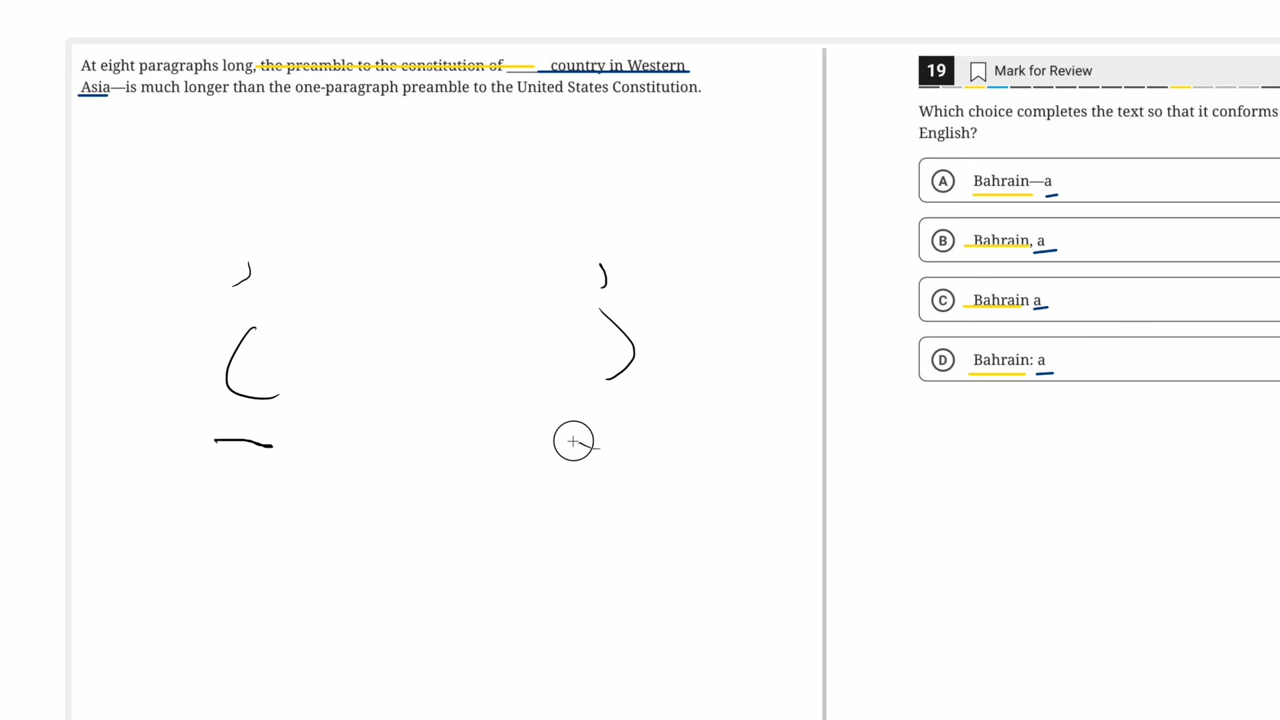 At eight paragraphs long, the preamble to the constitution of _____ country in Western
Asia—is much longer than the one-paragraph preamble to the United States Constitution.
19 Mark for Review
Which choice completes the text so that it conforms
English?
A Bahrain—a
B Bahrain, a
C Bahrain a
D Bahrain: a